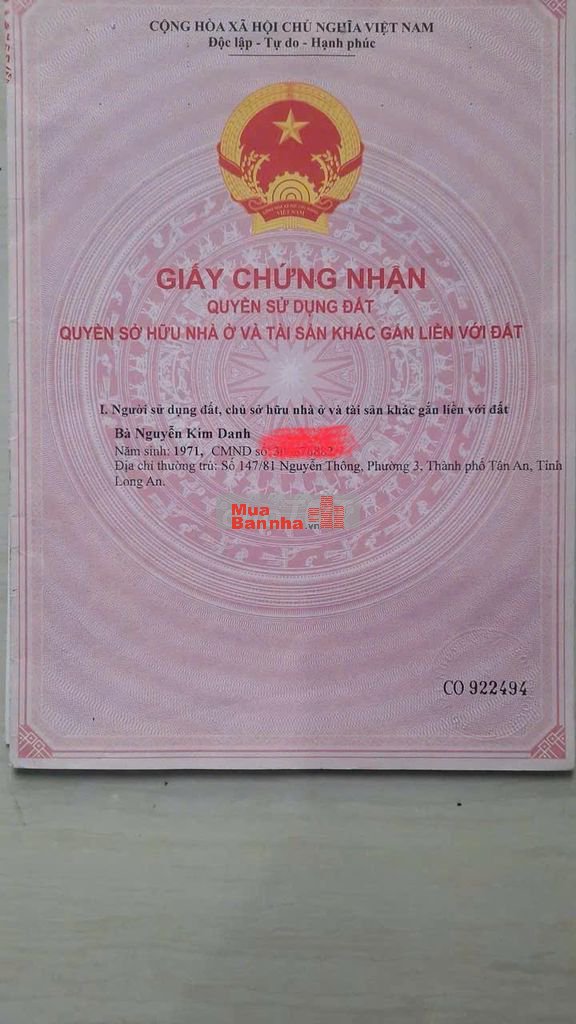 CỘNG HÒA XÃ HỘI CHỦ NGHĨA VIỆT NAM
Độc lập - Tự do - Hạnh phúc
VIỆT NAM
GIẤY CHỨNG NHẬN
QUYỀN SỬ DỤNG ĐẤT
QUYỀN SỞ HỮU NHÀ Ở VÀ TÀI SẢN KHÁC GẮN LIỀN VỚI ĐẤT
I. Người sử dụng đất, chủ sở hữu nhà ở và tài sản khác gắn liền với đất
Bà Nguyễn Kim Danh
Năm sinh: 1971, CMND số:
Địa chỉ thường trú: Số 147/81 Nguyễn Thông, Phường 3, Thành phố Tân An, Tỉnh
Long An.
Mua
Bannha.vn
CO 922494